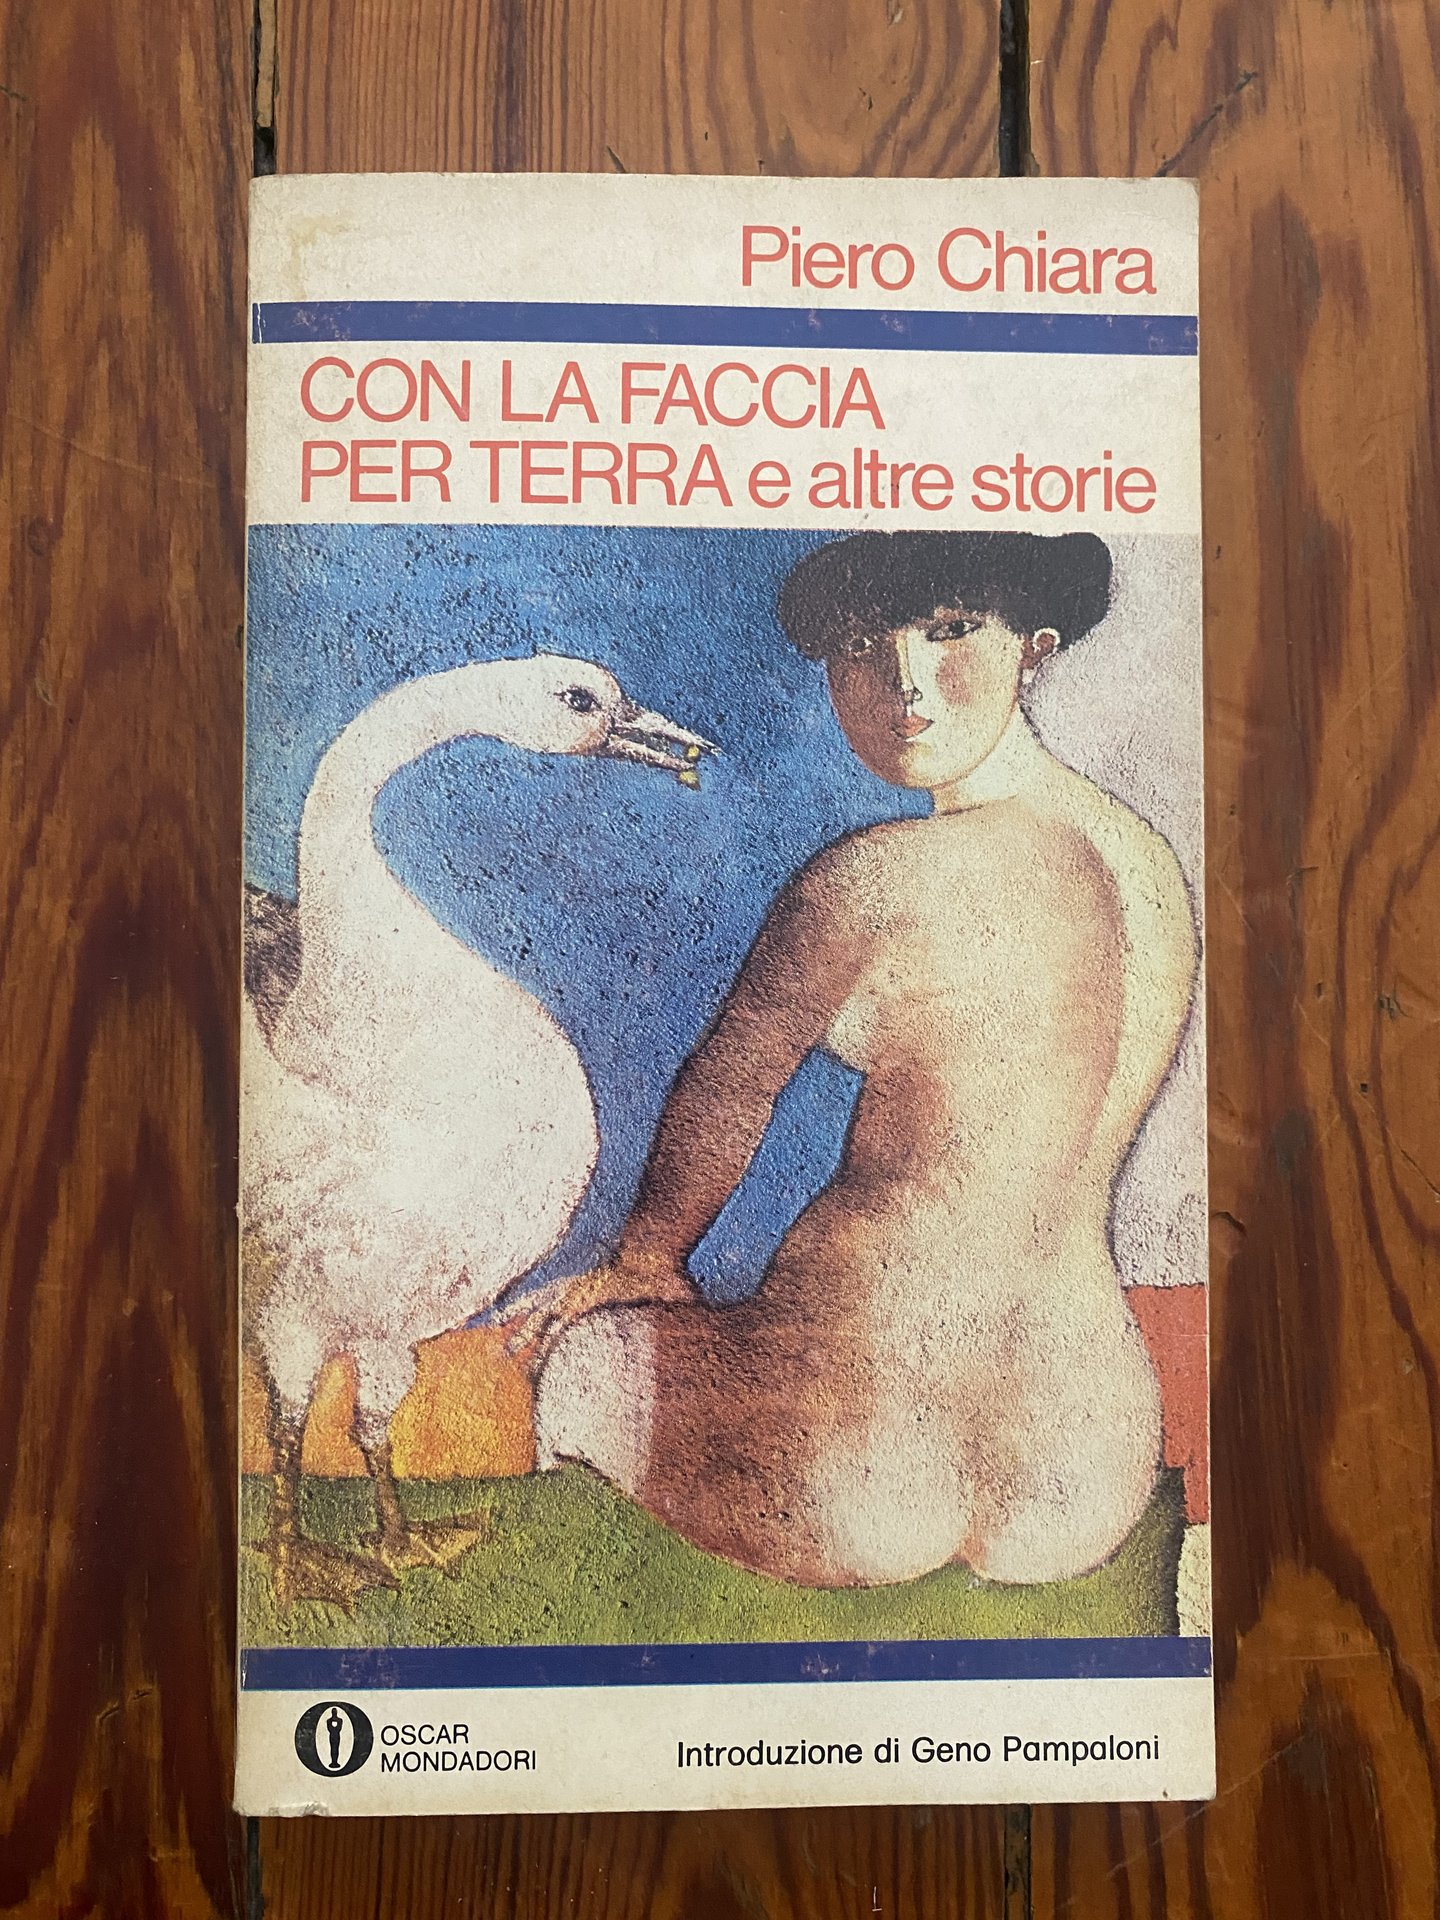 Piero Chiara
CON LA FACCIA
PER TERRA e altre storie
OSCAR
MONDADORI
Introduzione di Geno Pampaloni